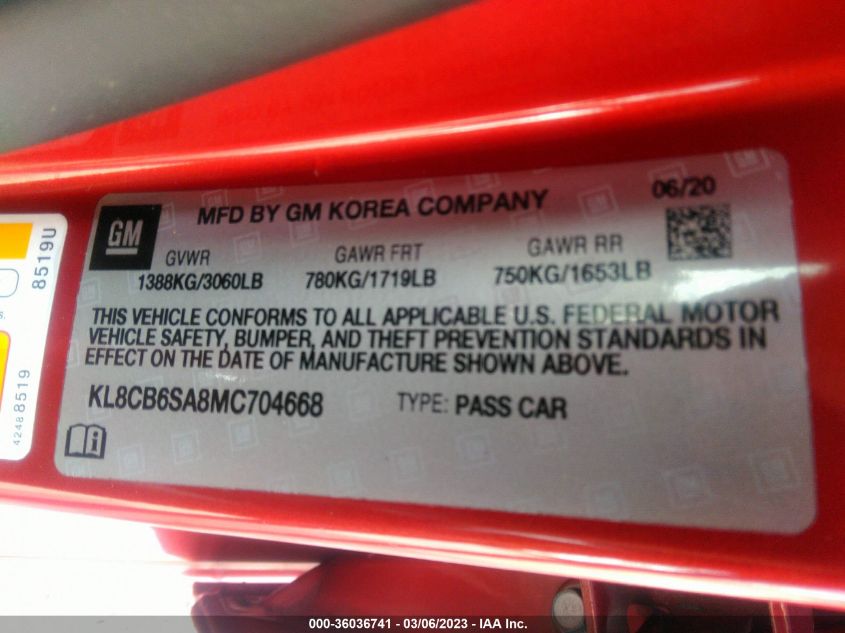 GM
MFD BY GM KOREA COMPANY
06/20
GVWR
1388KG/3060LB
GAWR FRT
780KG/1719LB
GAWR RR
750KG/1653LB
THIS VEHICLE CONFORMS TO ALL APPLICABLE U.S. FEDERAL MOTOR
VEHICLE SAFETY, BUMPER, AND THEFT PREVENTION STANDARDS IN
EFFECT ON THE DATE OF MANUFACTURE SHOWN ABOVE.
KL8CB6SA8MC704668
TYPE: PASS CAR
8519U
s.
42488519
000-36036741 - 03/06/2023 - IAA Inc.